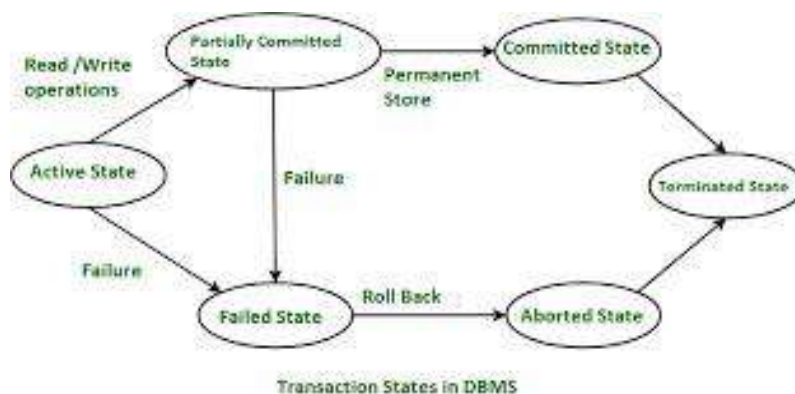 Partially Committed
State
Committed State
Read /Write
operations
Permanent
Store
Active State
Failure
Terminated State
Failure
Roll Back
Failed State
Aborted State
Transaction States in DBMS